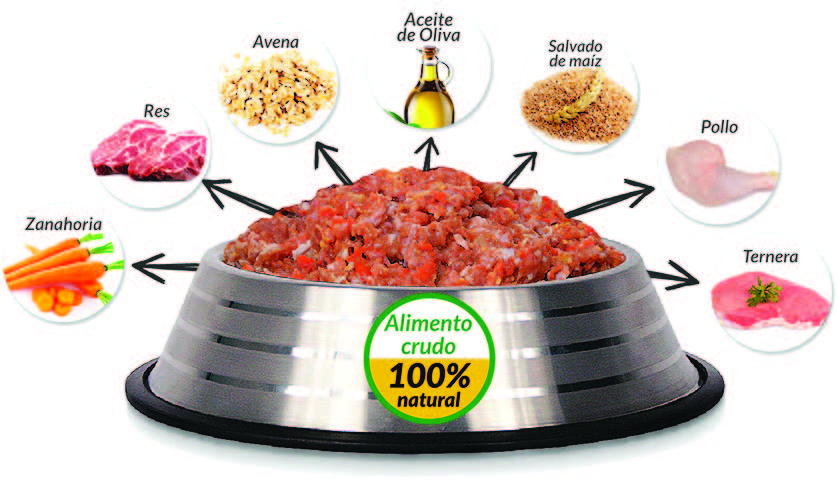 Zanahoria
Res
Avena
Aceite
de Oliva
Salvado
de maíz
Pollo
Ternera
Alimento
crudo
100%
natural